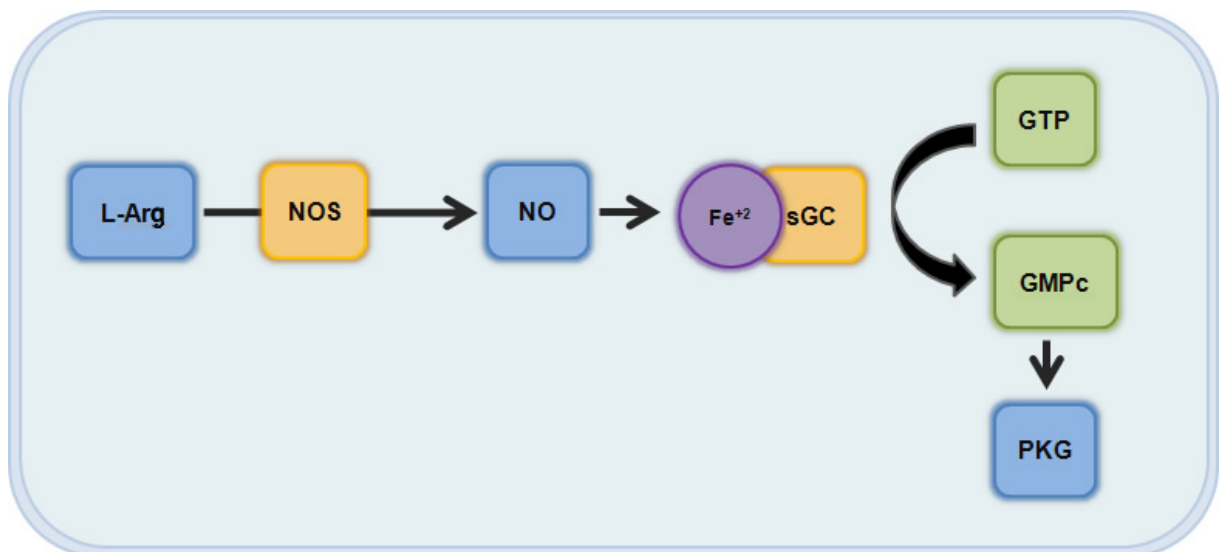 GTP
L-Arg
NOS
NO
Fe⁺²
sGC
GMPc
PKG